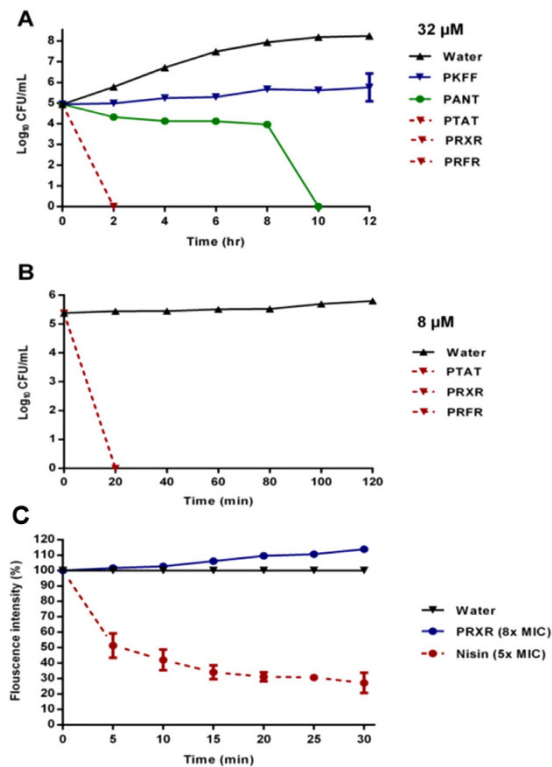 A
32 µM
Water
PKFF
PANT
PTAT
PRXR
PRFR
Log10 CFU/mL
8
7
6
5
4
3
2
1
0
0 2 4 6 8 10 12
Time (hr)
B
8 µM
Water
PTAT
PRXR
PRFR
Log10 CFU/mL
6
5
4
3
2
1
0
0 20 40 60 80 100 120
Time (min)
C
Water
PRXR (8x MIC)
Nisin (5x MIC)
Flouscence intensity (%)
120
110
100
90
80
70
60
50
40
30
20
10
0
0 5 10 15 20 25 30
Time (min)